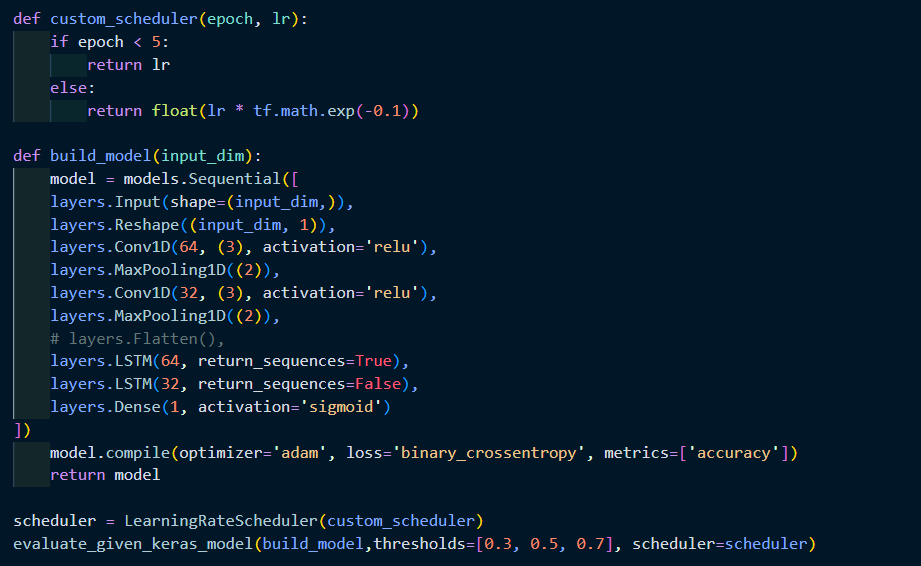 def custom_scheduler(epoch, lr):
    if epoch < 5:
        return lr
    else:
        return float(lr * tf.math.exp(-0.1))

def build_model(input_dim):
    model = models.Sequential([
    layers.Input(shape=(input_dim,)),
    layers.Reshape((input_dim, 1)),
    layers.Conv1D(64, (3), activation='relu'),
    layers.MaxPooling1D((2)),
    layers.Conv1D(32, (3), activation='relu'),
    layers.MaxPooling1D((2)),
    # layers.Flatten(),
    layers.LSTM(64, return_sequences=True),
    layers.LSTM(32, return_sequences=False),
    layers.Dense(1, activation='sigmoid')
])
    model.compile(optimizer='adam', loss='binary_crossentropy', metrics=['accuracy'])
    return model

scheduler = LearningRateScheduler(custom_scheduler)
evaluate_given_keras_model(build_model,thresholds=[0.3, 0.5, 0.7], scheduler=scheduler)